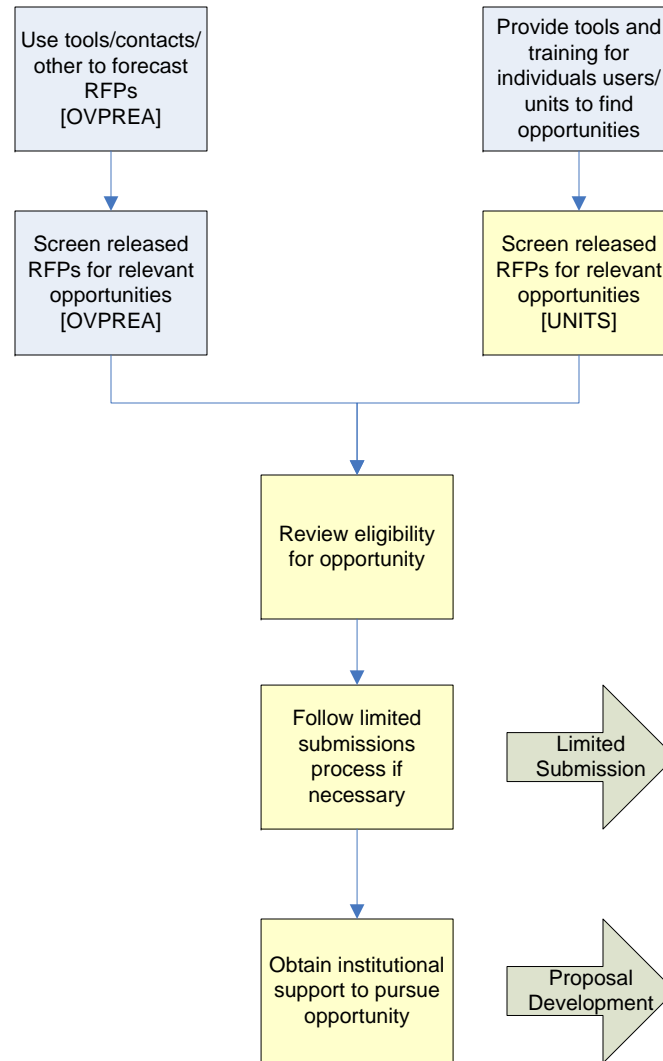 Use tools/contacts/
other to forecast
RFPs
[OVPREA]
Provide tools and
training for
individuals users/
units to find
opportunities
Screen released
RFPs for relevant
opportunities
[OVPREA]
Screen released
RFPs for relevant
opportunities
[UNITS]
Review eligibility
for opportunity
Follow limited
submissions
process if
necessary
Limited
Submission
Obtain institutional
support to pursue
opportunity
Proposal
Development